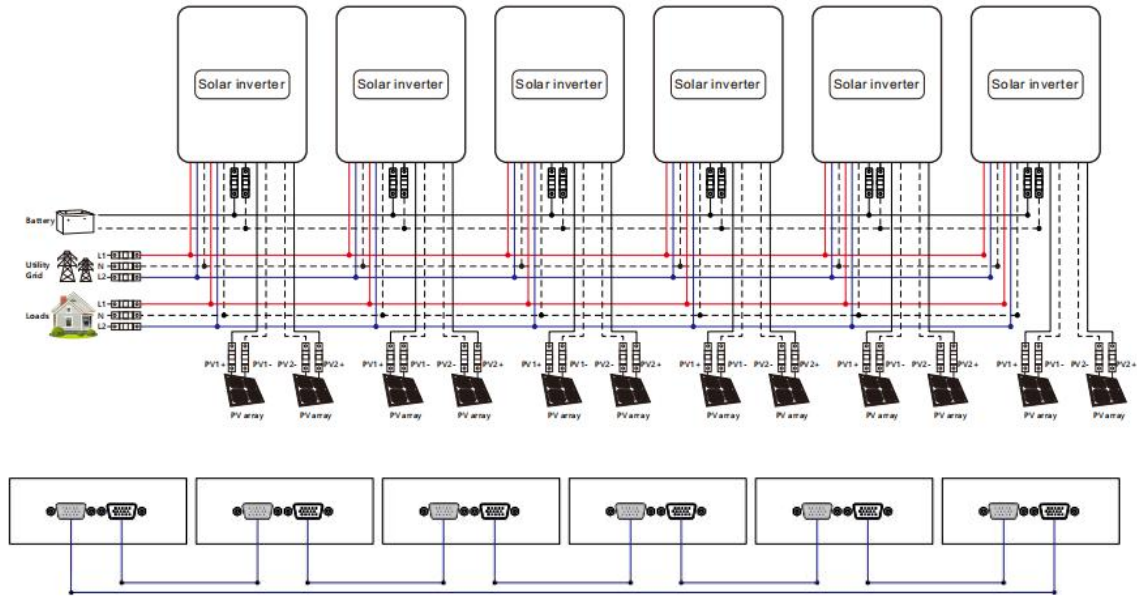 Solar inverter Solar inverter Solar inverter Solar inverter Solar inverter Solar inverter
Battery
Utility
Grid
L1
N
L2
Loads
L1
N
L2
PV1+ PV1- PV2- PV2+ PV1+ PV1- PV2- PV2+ PV1+ PV1- PV2- PV2+ PV1+ PV1- PV2- PV2+ PV1+ PV1- PV2- PV2+ PV1+ PV1- PV2- PV2+
PV array PV array PV array PV array PV array PV array PV array PV array PV array PV array PV array PV array